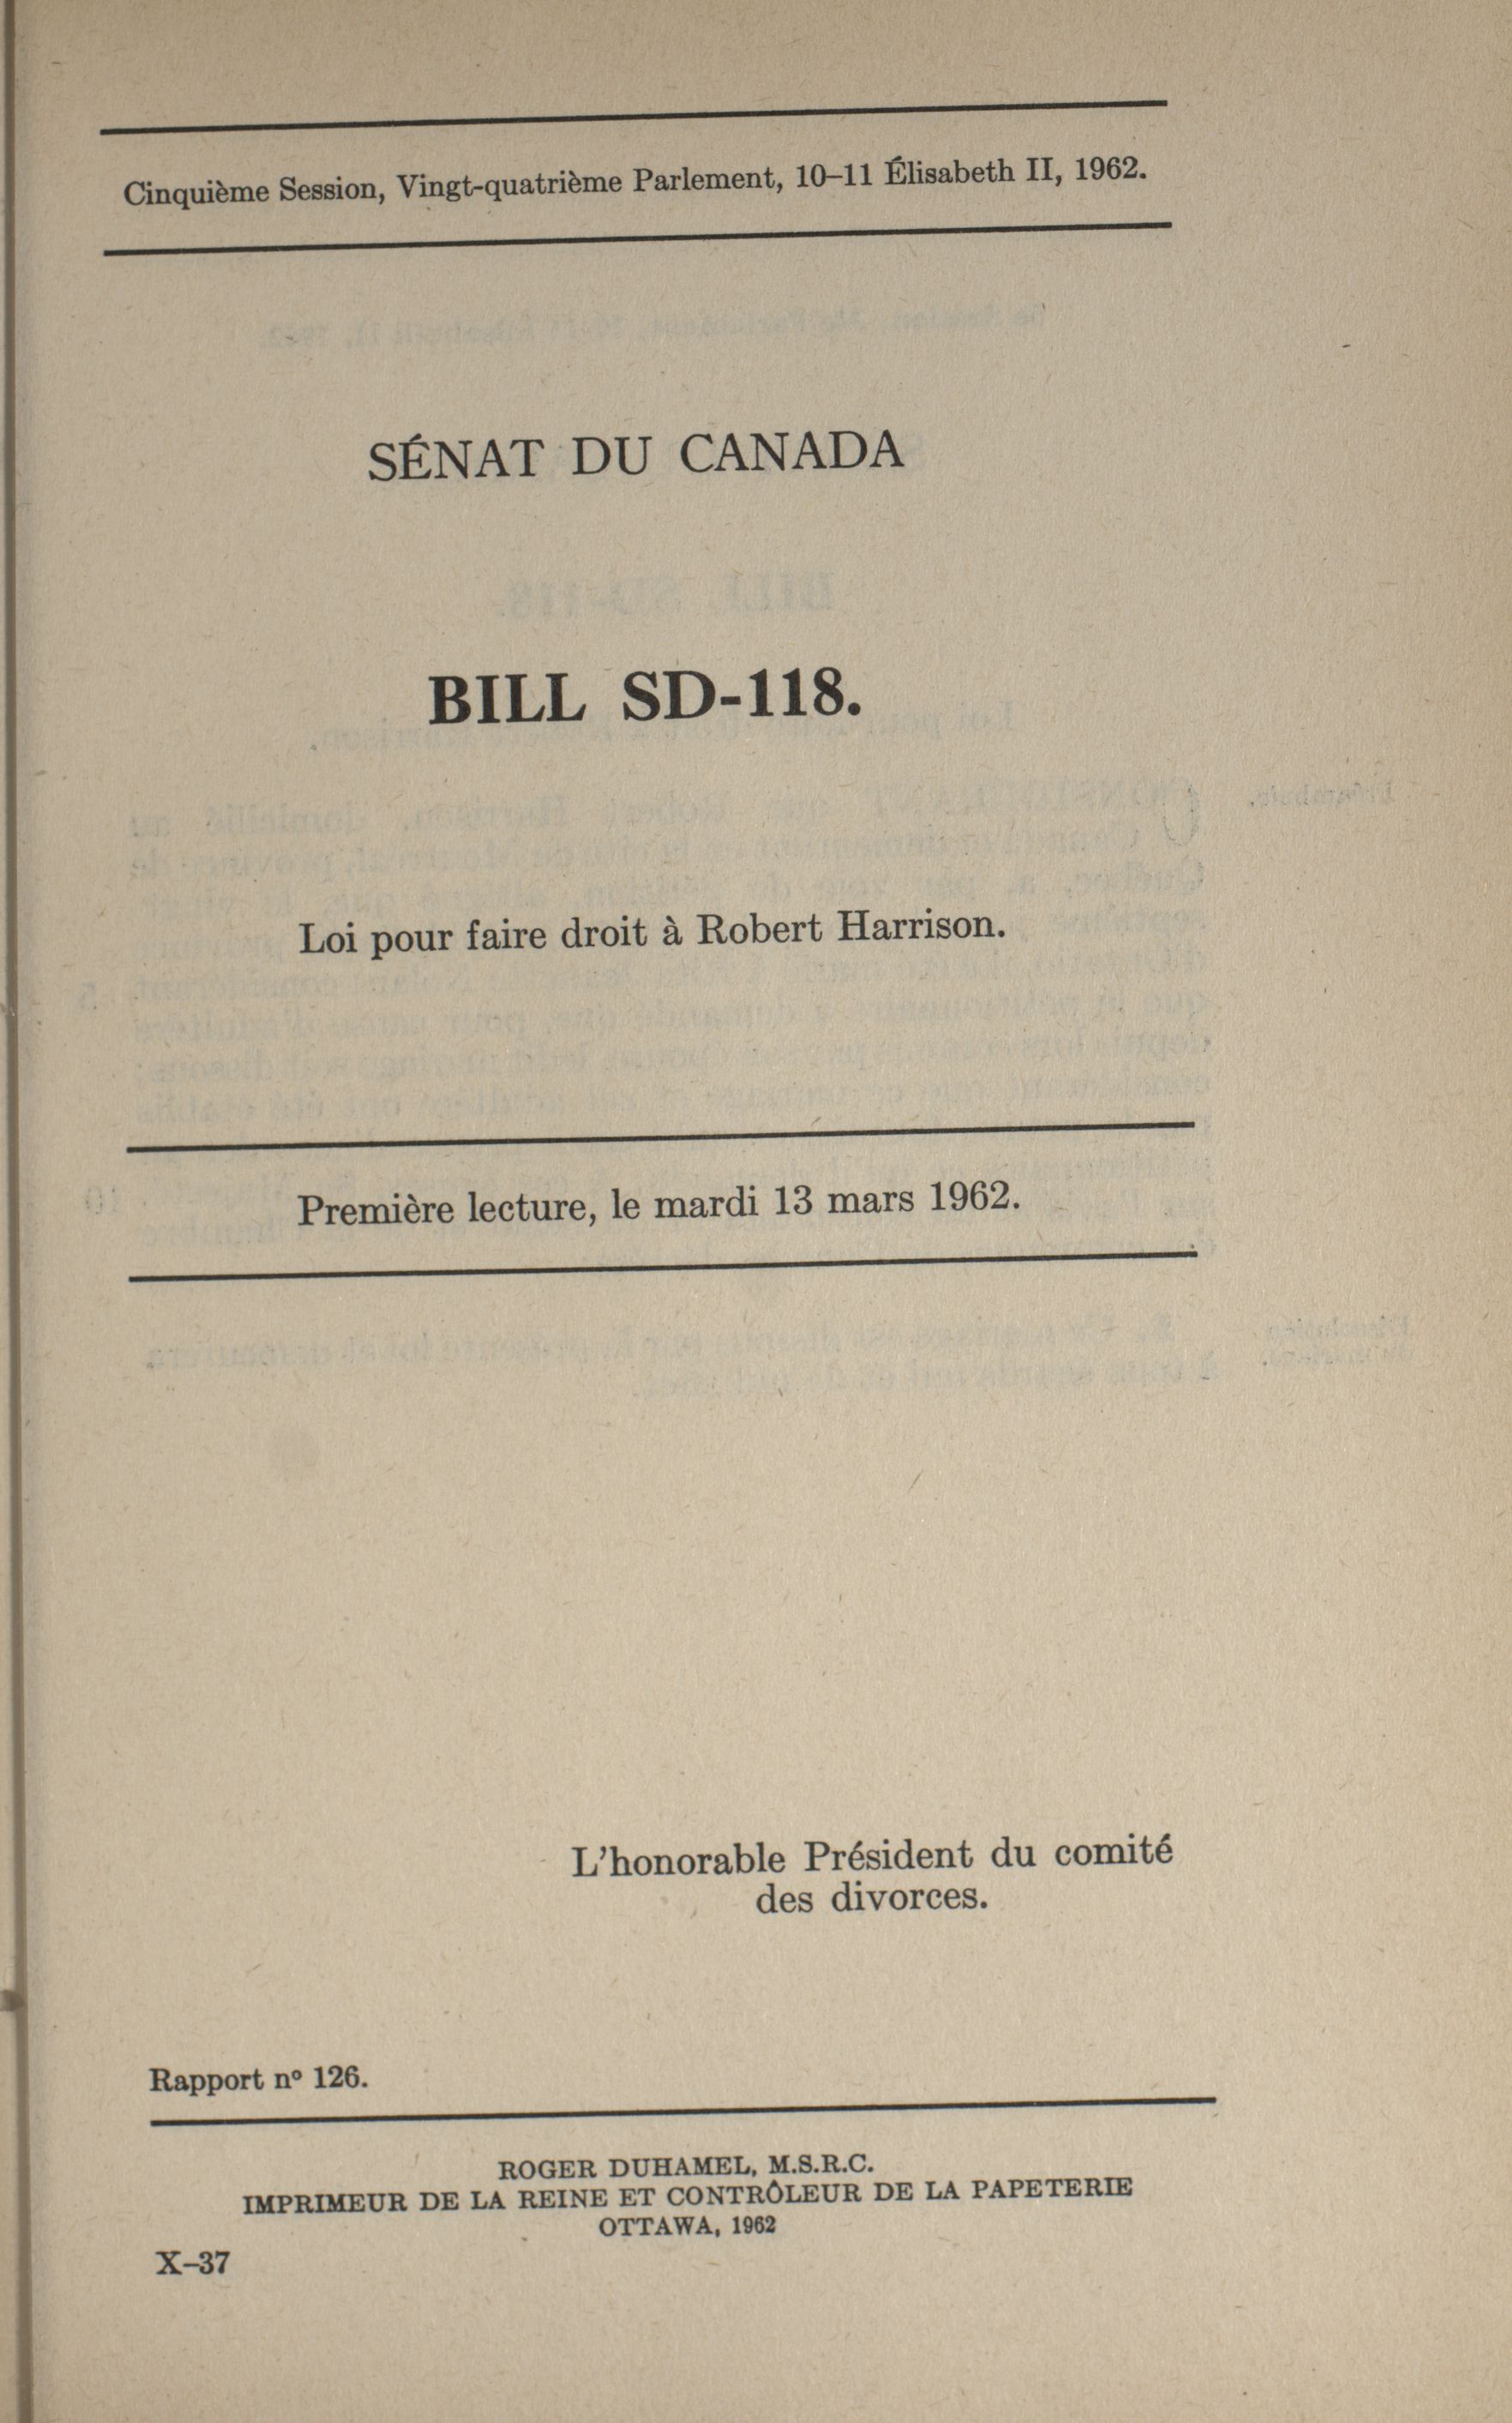 Cinquième Session, Vingt-quatrième Parlement, 10–11 Élisabeth II, 1962.
SÉNAT DU CANADA
BILL SD-118.
Loi pour faire droit à Robert Harrison.
Première lecture, le mardi 13 mars 1962.
L'honorable Président du comité
des divorces.
Rapport nº 126.
ROGER DUHAMEL, M.S.R.C.
IMPRIMEUR DE LA REINE ET CONTRÔLEUR DE LA PAPETERIE
OTTAWA, 1962
X–37